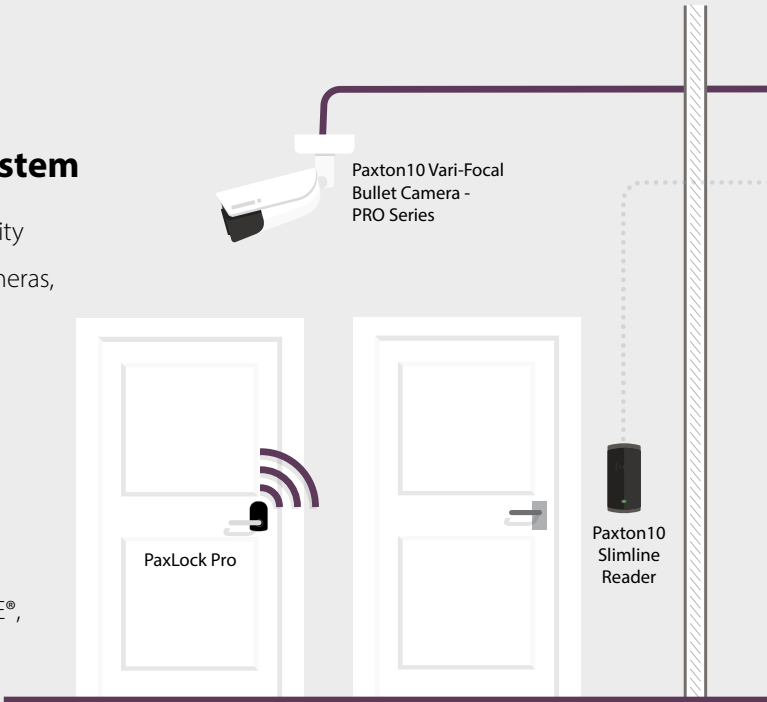 stem
ity
neras,
E®,
Paxton10 Vari-Focal
Bullet Camera -
PRO Series
PaxLock Pro
Paxton10
Slimline
Reader